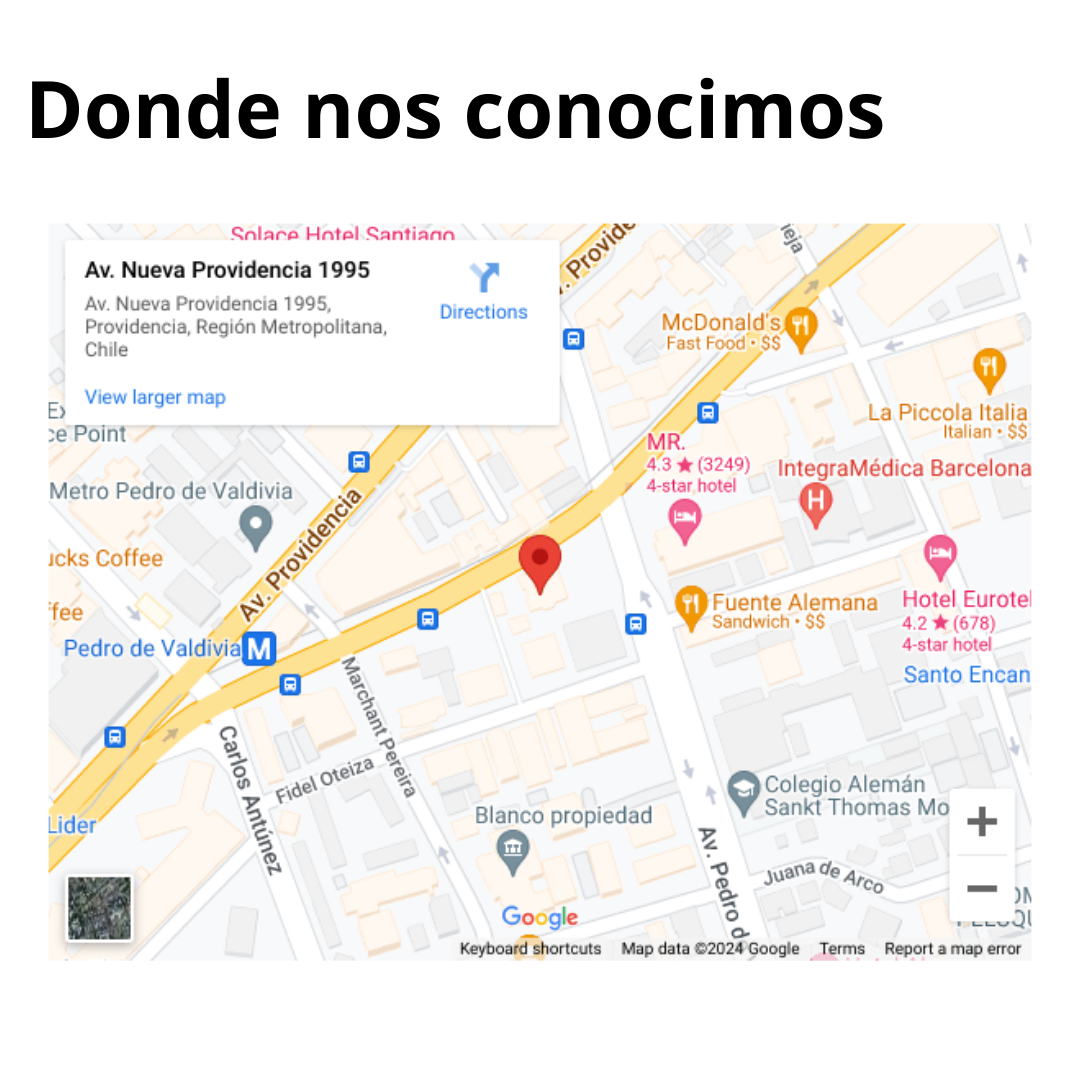 Donde nos conocimos
Solace Hotel Santiago
Av. Nueva Providencia 1995
Av. Nueva Providencia 1995,
Providencia, Región Metropolitana,
Chile
Directions
View larger map
ieja
McDonald's
Fast Food • $$
La Piccola Italia
Italian • $$
ce Point
MR.
4.3 ★ (3249)
4-star hotel
IntegraMédica Barcelona
H
Metro Pedro de Valdivia
Av. Providencia
ucks Coffee
ffee
Fuente Alemana
Sandwich • $$
Hotel Eurotel
4.2 ★ (678)
4-star hotel
Pedro de Valdivia
M
Santo Encan
Marchant Pereira
Carlos Antúnez
Fidel Oteiza
Colegio Alemán
Sankt Thomas Mo
Blanco propiedad
Lider
+
−
Av. Pedro d
Juana de Arco
Google
Keyboard shortcuts
Map data ©2024 Google
Terms
Report a map error